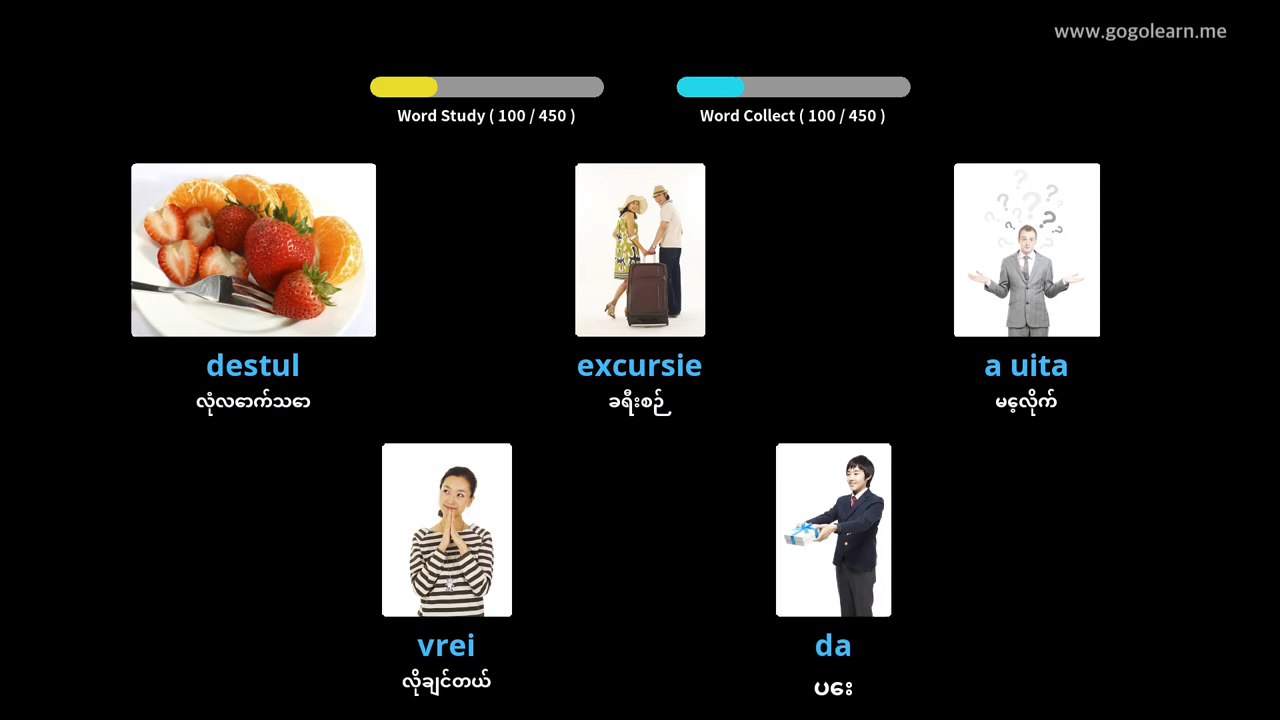 www.gogolearn.me
Word Study ( 100 / 450 )
Word Collect ( 100 / 450 )
destul
လုံလောက်သော
excursie
ခရီးစဉ်
a uita
မေ့လိုက်
vrei
လိုချင်တယ်
da
ပေး